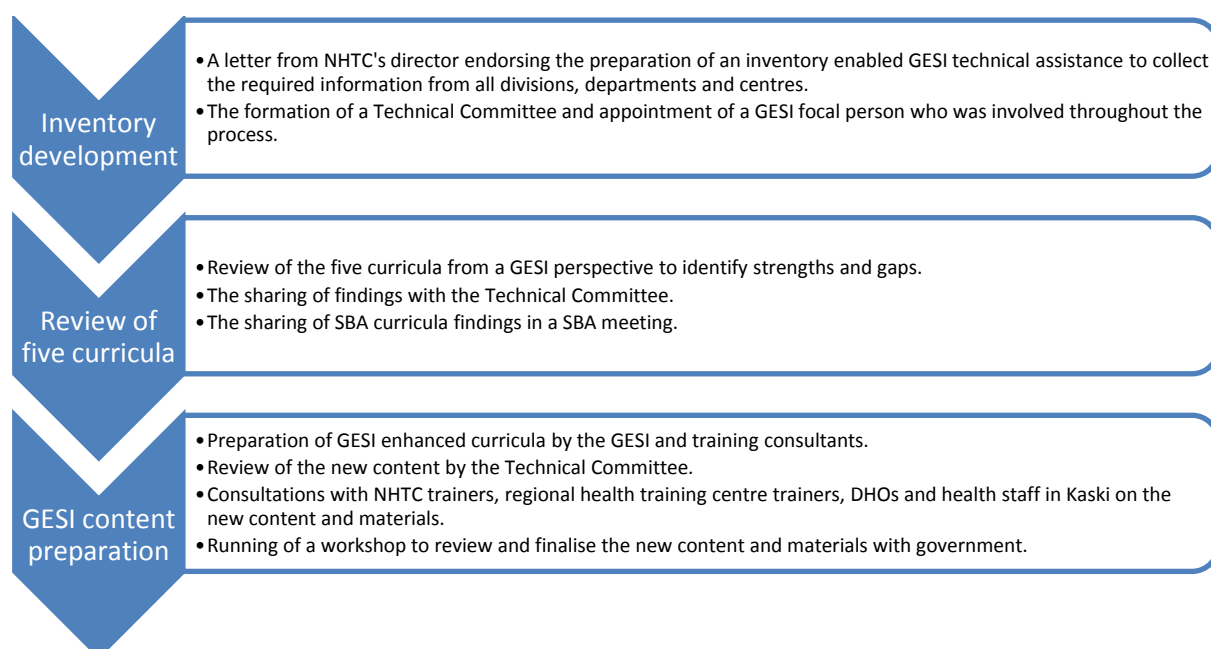 Inventory
development
•A letter from NHTC's director endorsing the preparation of an inventory enabled GESI technical assistance to collect
the required information from all divisions, departments and centres.
•The formation of a Technical Committee and appointment of a GESI focal person who was involved throughout the
process.
Review of
five curricula
•Review of the five curricula from a GESI perspective to identify strengths and gaps.
•The sharing of findings with the Technical Committee.
•The sharing of SBA curricula findings in a SBA meeting.
GESI content
preparation
•Preparation of GESI enhanced curricula by the GESI and training consultants.
•Review of the new content by the Technical Committee.
•Consultations with NHTC trainers, regional health training centre trainers, DHOs and health staff in Kaski on the
new content and materials.
•Running of a workshop to review and finalise the new content and materials with government.